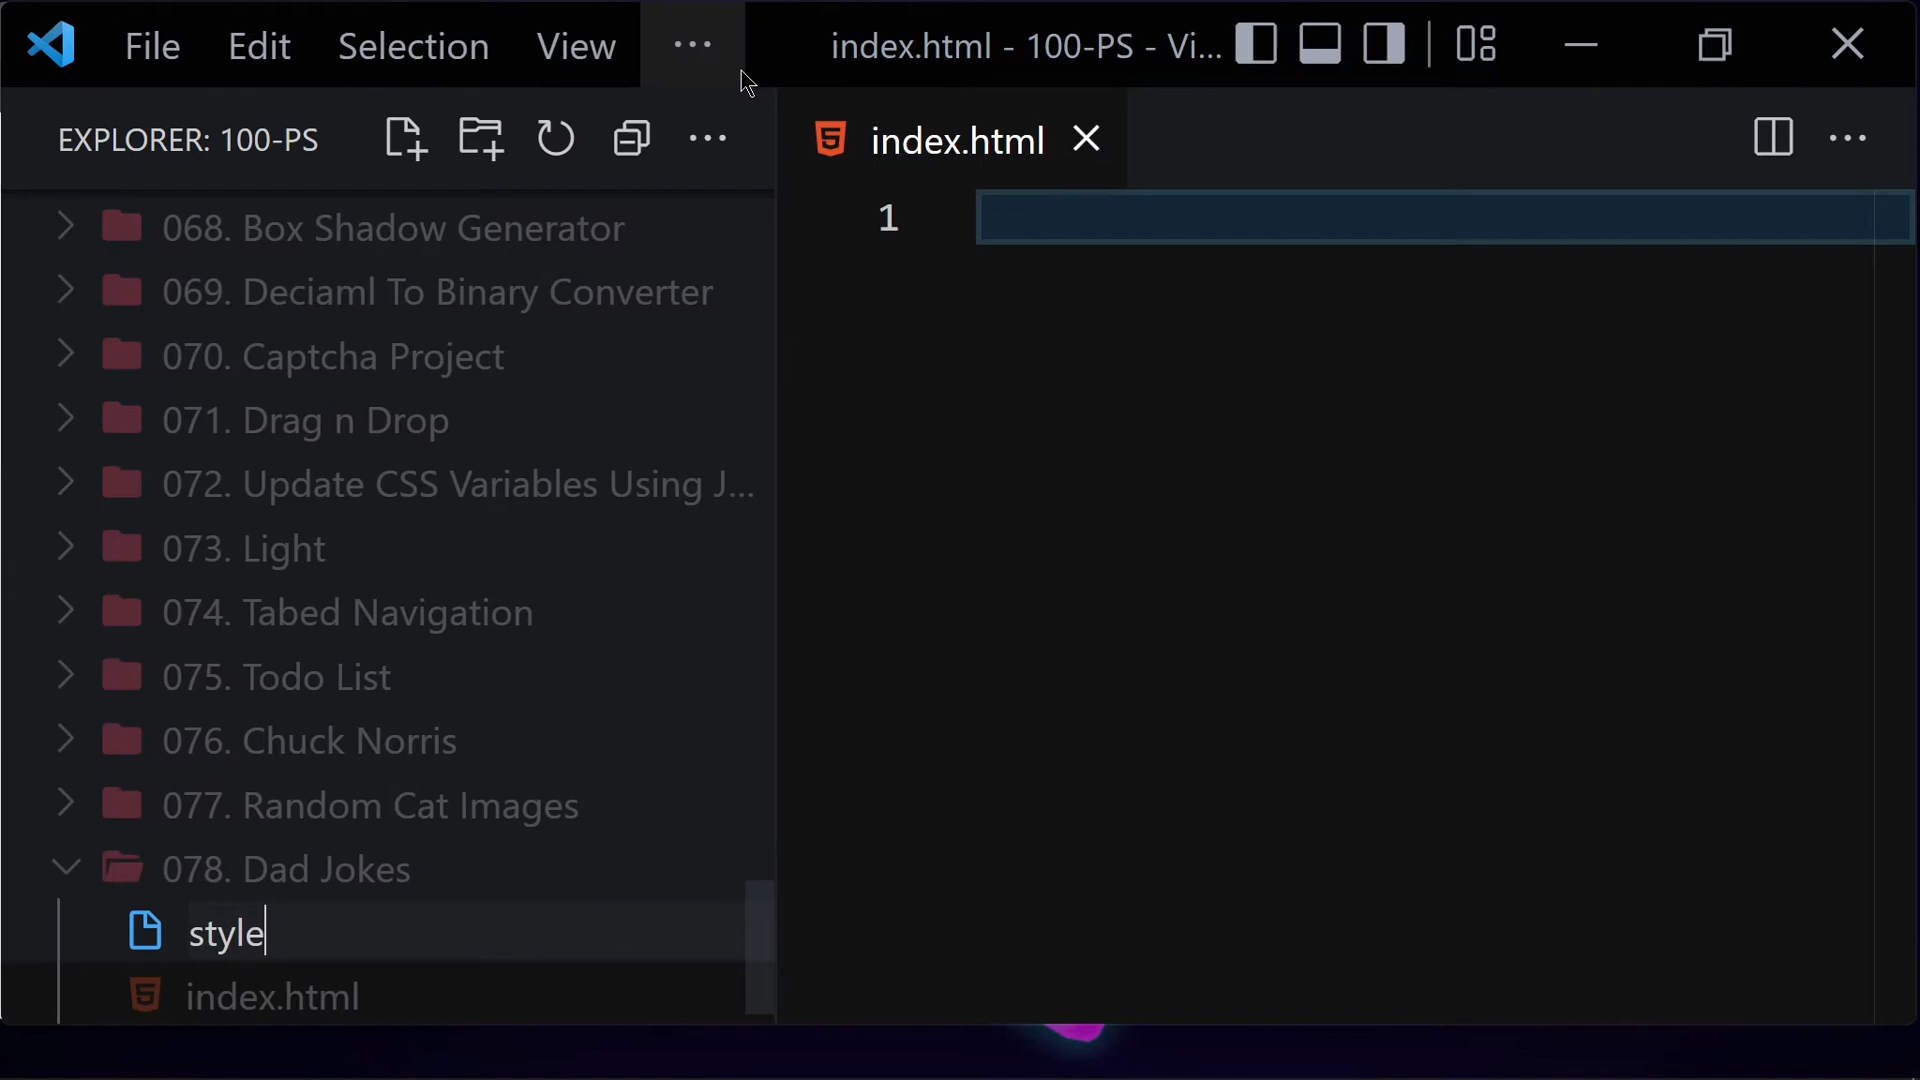 File Edit Selection View ··· index.html - 100-PS - Vi...
EXPLORER: 100-PS ···
index.html ···
1
068. Box Shadow Generator
069. Deciaml To Binary Converter
070. Captcha Project
071. Drag n Drop
072. Update CSS Variables Using J...
073. Light
074. Tabed Navigation
075. Todo List
076. Chuck Norris
077. Random Cat Images
078. Dad Jokes
style
index.html